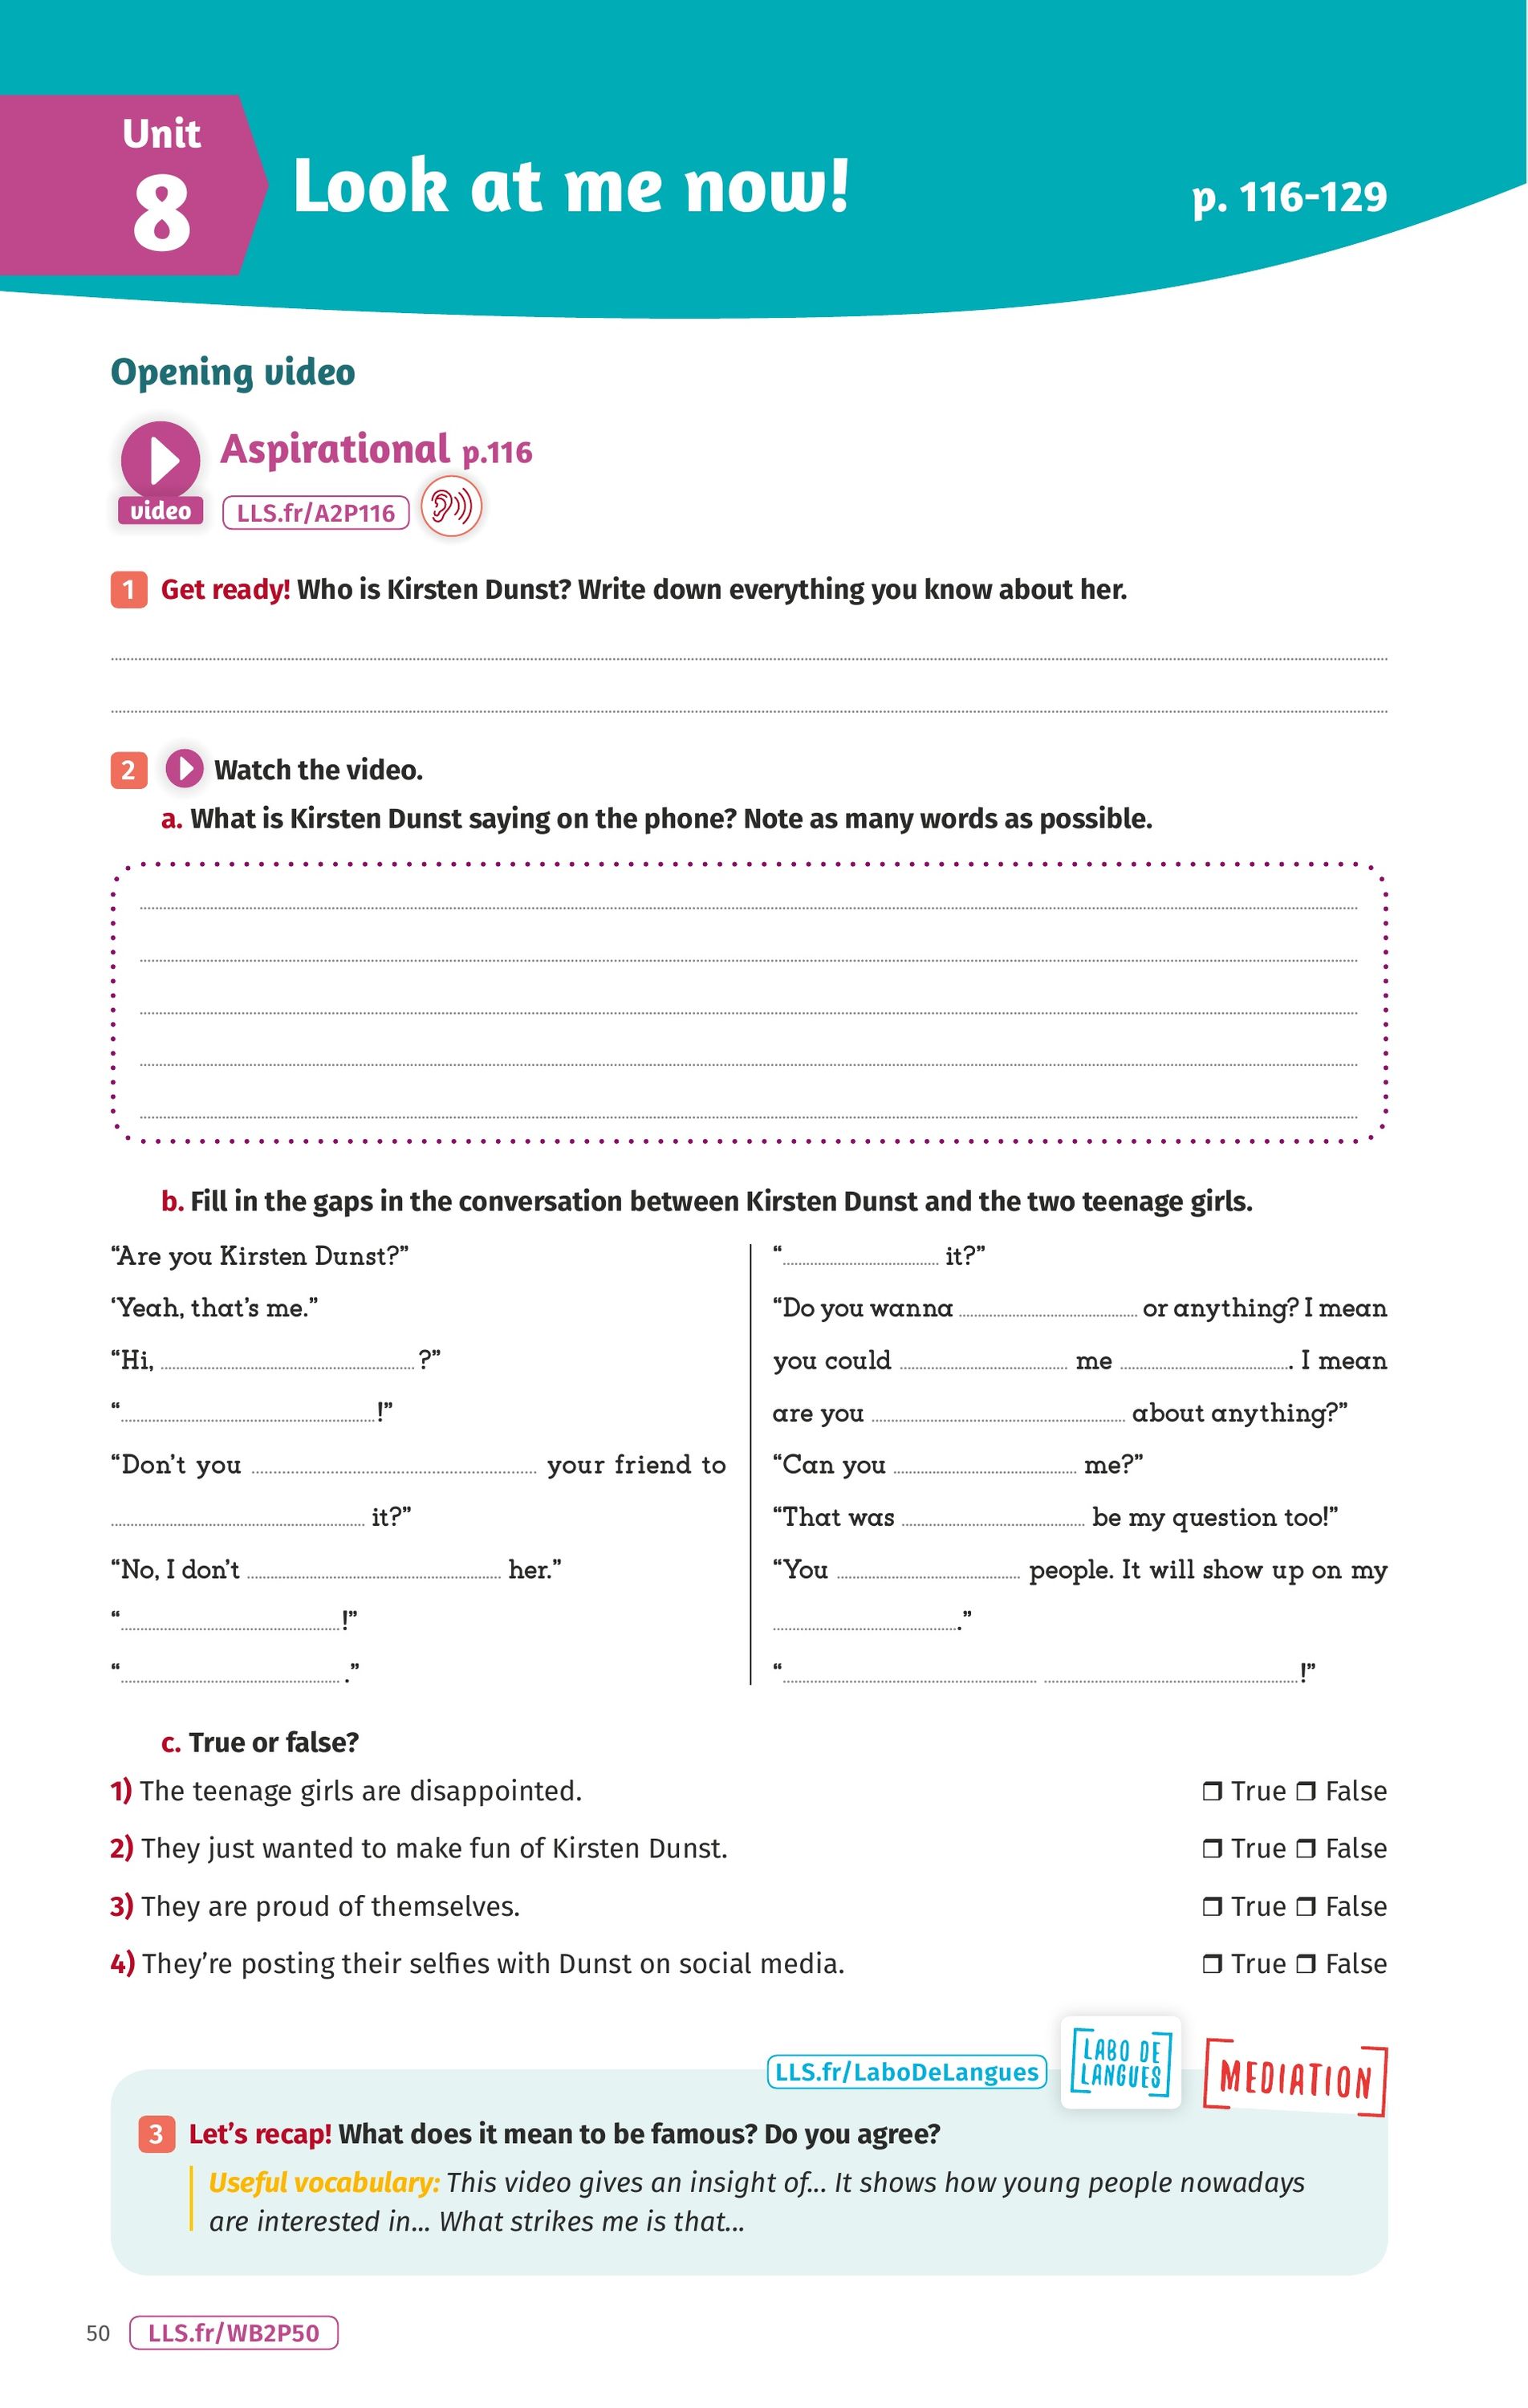 Unit
8
Look at me now!
p. 116-129
Opening video
Aspirational p.116
video
LLS.fr/A2P116
1 Get ready! Who is Kirsten Dunst? Write down everything you know about her.
2 Watch the video.
a. What is Kirsten Dunst saying on the phone? Note as many words as possible.
b. Fill in the gaps in the conversation between Kirsten Dunst and the two teenage girls.
“Are you Kirsten Dunst?”
‘Yeah, that’s me.”
“Hi, ?”
“ !”
“Don’t you your friend to
it?”
“No, I don’t her.”
“ !”
“ .”
“ it?”
“Do you wanna or anything? I mean
you could me . I mean
are you about anything?”
“Can you me?”
“That was be my question too!”
“You people. It will show up on my
.”
“ !”
c. True or false?
1) The teenage girls are disappointed. ❒ True ❒ False
2) They just wanted to make fun of Kirsten Dunst. ❒ True ❒ False
3) They are proud of themselves. ❒ True ❒ False
4) They’re posting their selfies with Dunst on social media. ❒ True ❒ False
LLS.fr/LaboDeLangues
LABO DE
LANGUES
MEDIATION
3 Let’s recap! What does it mean to be famous? Do you agree?
Useful vocabulary: This video gives an insight of... It shows how young people nowadays
are interested in... What strikes me is that...
50 LLS.fr/WB2P50